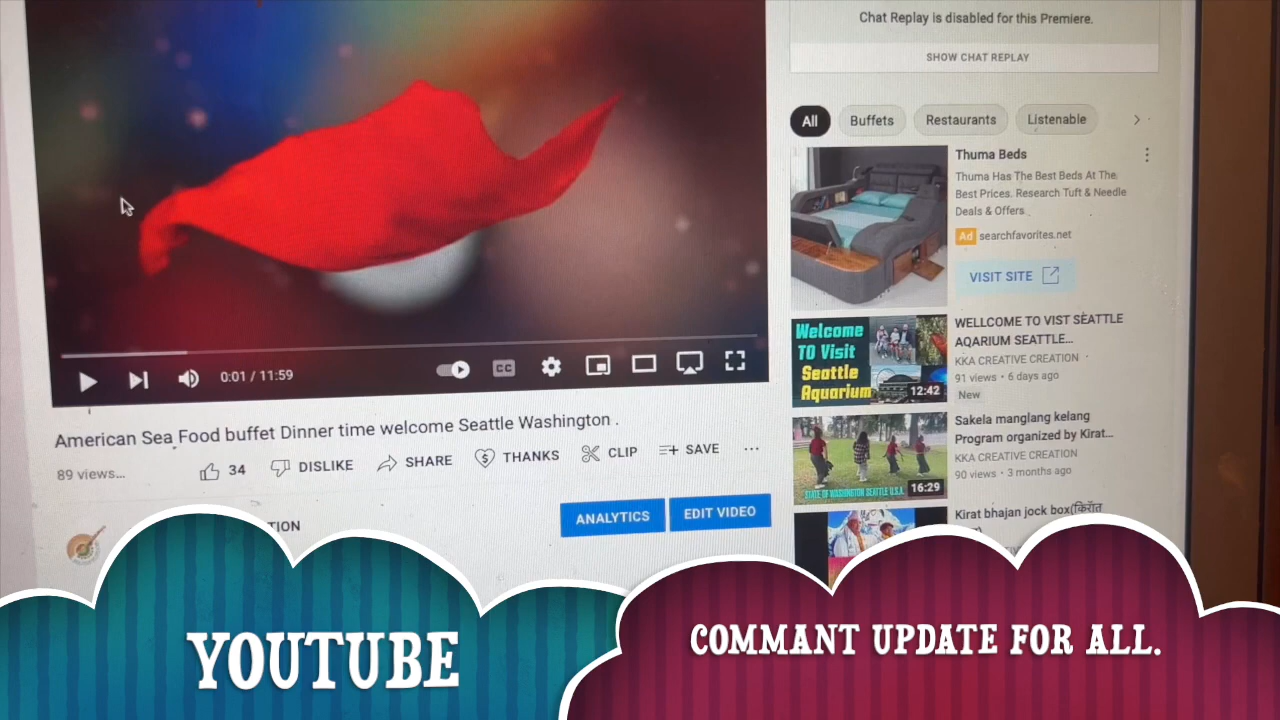 Chat Replay is disabled for this Premiere.
SHOW CHAT REPLAY
All
Buffets
Restaurants
Listenable
Thuma Beds
Thuma Has The Best Beds At The
Best Prices. Research Tuft & Needle
Deals & Offers
Ad searchfavorites.net
VISIT SITE
Welcome
TO Visit
Seattle
Aquarium
12:42
WELLCOME TO VIST SEATTLE
AQARIUM SEATTLE...
KKA CREATIVE CREATION
91 views • 6 days ago
New
STATE OF WASHINGTON SEATTLE U.S.A.
16:29
Sakela manglang kelang
Program organized by Kirat...
KKA CREATIVE CREATION
90 views • 3 months ago
Kirat bhajan jock box(किराँत
0:01 / 11:59
CC
American Sea Food buffet Dinner time welcome Seattle Washington .
89 views...
34
DISLIKE
SHARE
THANKS
CLIP
SAVE
...
TION
ANALYTICS
EDIT VIDEO
YOUTUBE
COMMANT UPDATE FOR ALL.